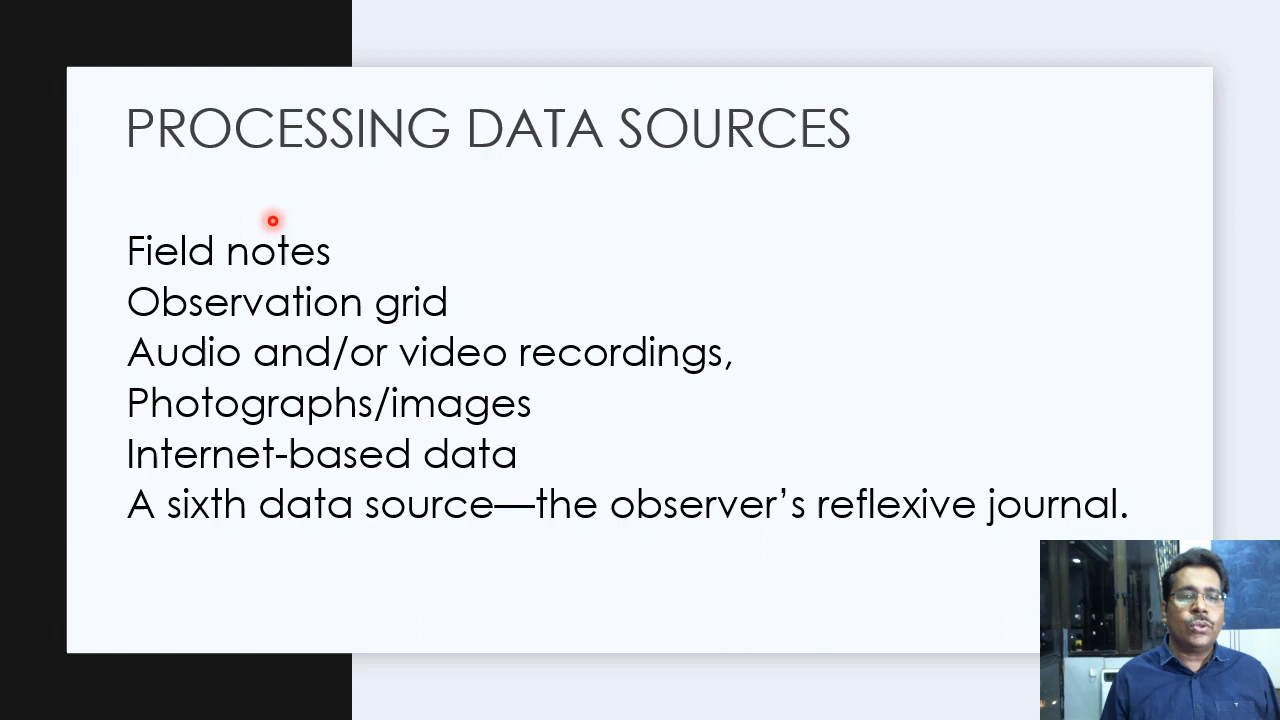 PROCESSING DATA SOURCES
Field notes
Observation grid
Audio and/or video recordings,
Photographs/images
Internet-based data
A sixth data source—the observer’s reflexive journal.